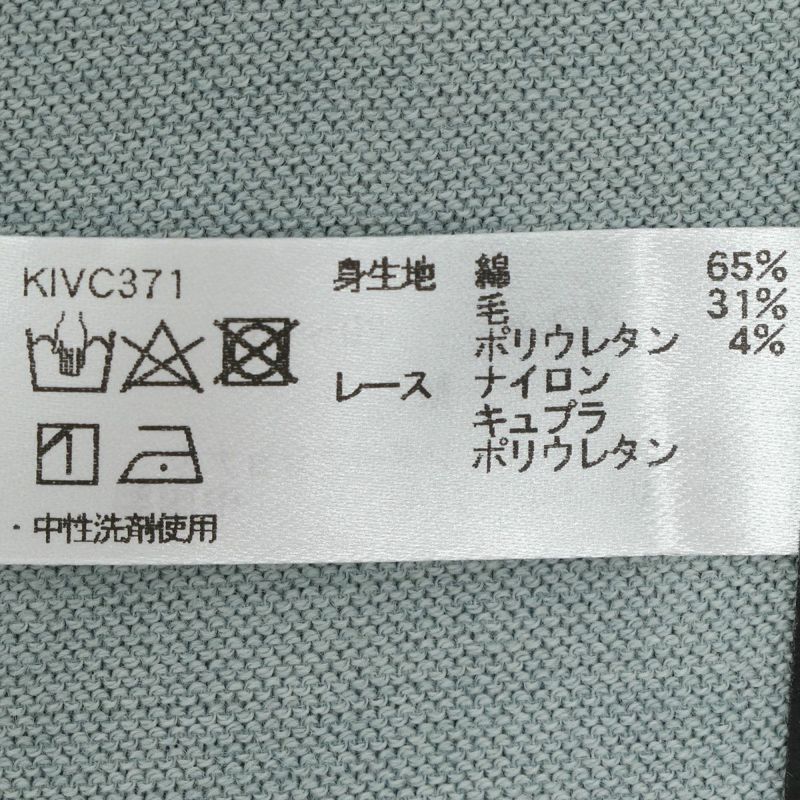 KIVC371
身生地 綿 65%
毛 31%
ポリウレタン 4%
レース ナイロン
キュプラ
ポリウレタン
・中性洗剤使用